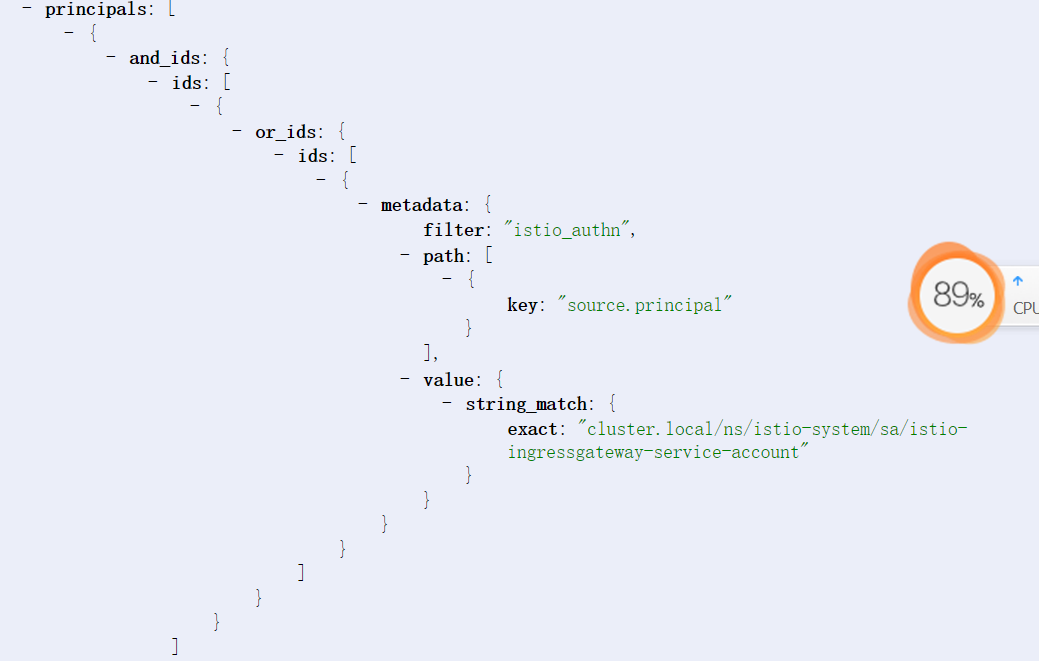 - principals: [
- {
- and_ids: {
- ids: [
- {
- or_ids: {
- ids: [
- {
- metadata: {
filter: "istio_authn",
- path: [
- {
key: "source.principal"
}
],
- value: {
- string_match: {
exact: "cluster.local/ns/istio-system/sa/istio-
ingressgateway-service-account"
}
}
}
}
]
}
}
]
89%
CPU